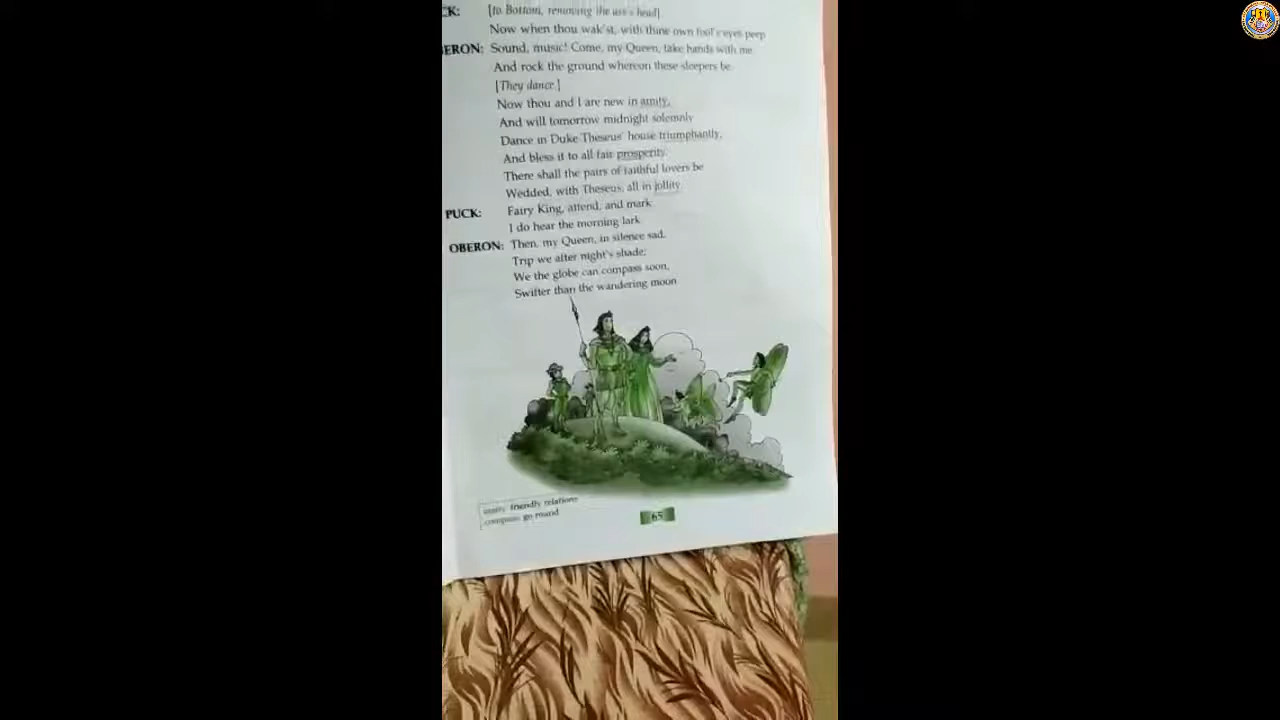 CK: [to Bottom, removing the ass's head]
Now when thou wak'st, with thine own fool's eyes peep
ERON: Sound, music! Come, my Queen, take hands with me
And rock the ground whereon these sleepers be
[They dance.]
Now thou and I are new in amity,
And will tomorrow midnight solemnly
Dance in Duke Theseus' house triumphantly,
And bless it to all fair prosperity.
There shall the pairs of faithful lovers be
Wedded, with Theseus, all in jollity.
PUCK: Fairy King, attend, and mark
I do hear the morning lark
OBERON: Then, my Queen, in silence sad,
Trip we after night's shade;
We the globe can compass soon,
Swifter than the wandering moon
amity friendly relations
compass go round
65